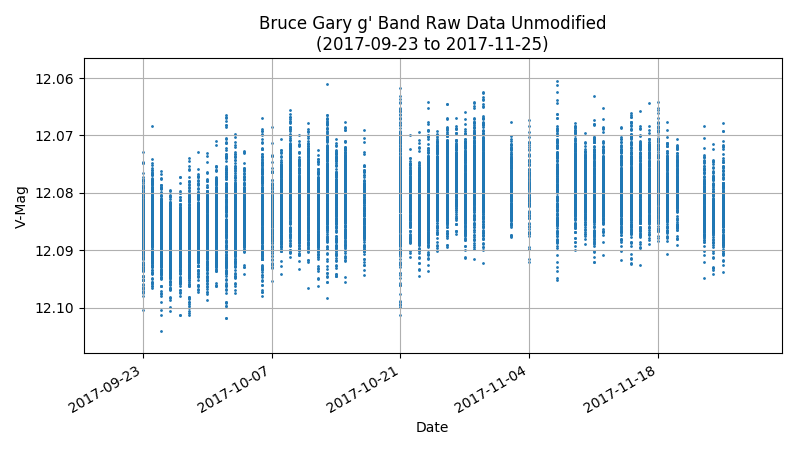 Bruce Gary g' Band Raw Data Unmodified
(2017-09-23 to 2017-11-25)
V-Mag
12.06
12.07
12.08
12.09
12.10
2017-09-23
2017-10-07
2017-10-21
2017-11-04
2017-11-18
Date